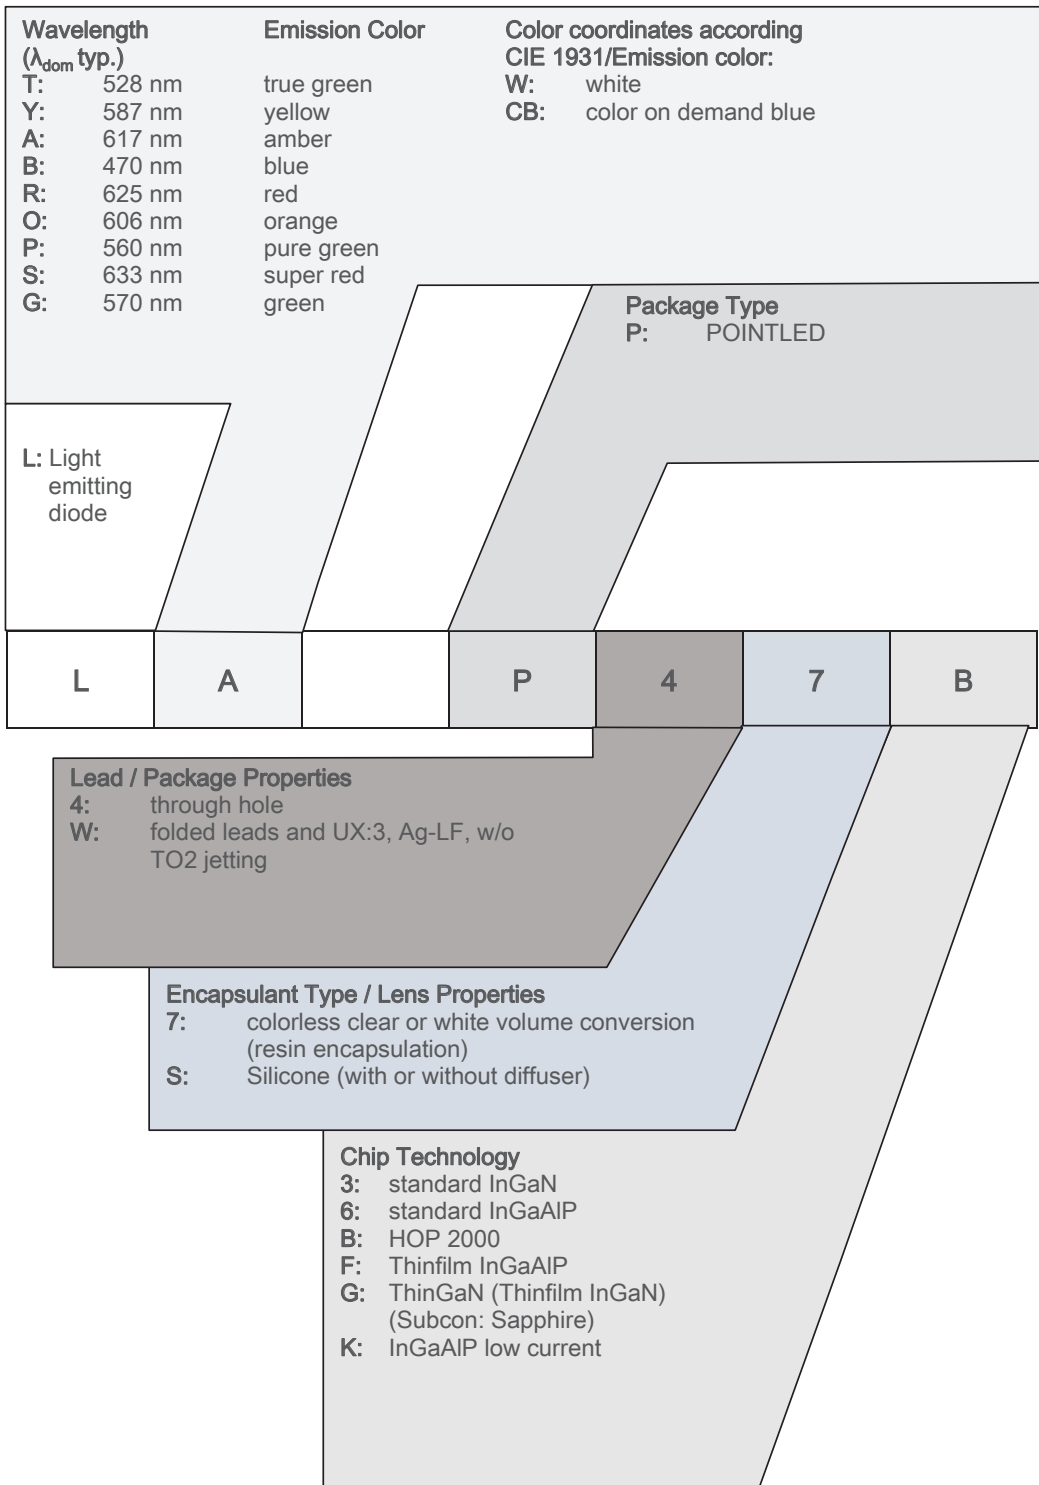 Wavelength Emission Color Color coordinates according
(λdom typ.) CIE 1931/Emission color:
T: 528 nm true green W: white
Y: 587 nm yellow CB: color on demand blue
A: 617 nm amber
B: 470 nm blue
R: 625 nm red
O: 606 nm orange
P: 560 nm pure green
S: 633 nm super red
G: 570 nm green
Package Type
P: POINTLED
L: Light
emitting
diode
L A P 4 7 B
Lead / Package Properties
4: through hole
W: folded leads and UX:3, Ag-LF, w/o
TO2 jetting
Encapsulant Type / Lens Properties
7: colorless clear or white volume conversion
(resin encapsulation)
S: Silicone (with or without diffuser)
Chip Technology
3: standard InGaN
6: standard InGaAlP
B: HOP 2000
F: Thinfilm InGaAlP
G: ThinGaN (Thinfilm InGaN)
(Subcon: Sapphire)
K: InGaAlP low current